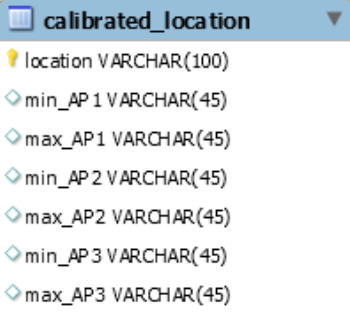 calibrated_location
location VARCHAR(100)
min_AP1 VARCHAR(45)
max_AP1 VARCHAR(45)
min_AP2 VARCHAR(45)
max_AP2 VARCHAR(45)
min_AP3 VARCHAR(45)
max_AP3 VARCHAR(45)